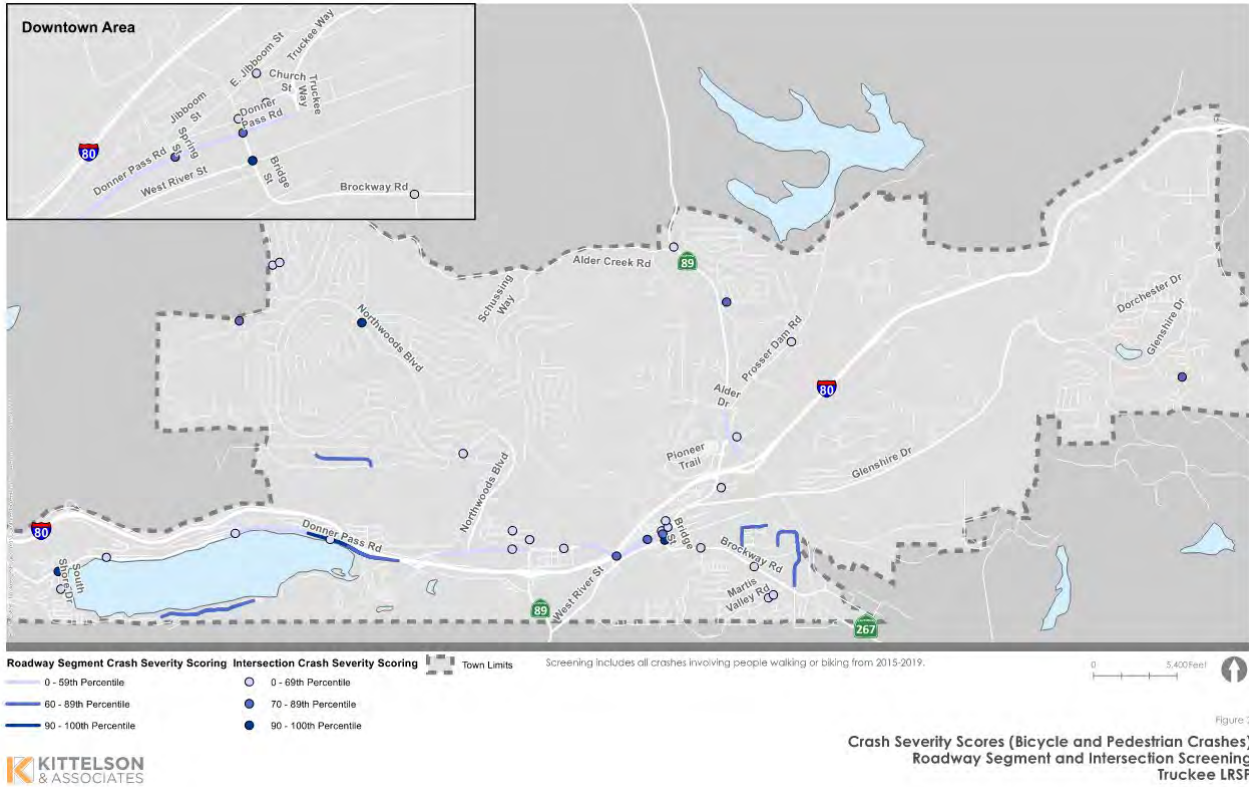 Downtown Area
E. Jibboom St
Truckee Way
Church
St
Truckee
Way
Jibboom
St
Donner
Pass Rd
Spring
St
80
Donner Pass Rd
West River St
Bridge
St
Brockway Rd
Alder Creek Rd
89
Schussing
Way
Northwoods Blvd
Prosser Dam Rd
Dorchester Dr
Glenshire Dr
80
Alder
Dr
Pioneer
Trail
Glenshire Dr
Northwoods Blvd
80
Donner Pass Rd
Bridge
St
Brockway Rd
South
Shore Dr
West River St
Martis
Valley Rd
89
267
Roadway Segment Crash Severity Scoring
0 - 59th Percentile
60 - 89th Percentile
90 - 100th Percentile
Intersection Crash Severity Scoring
0 - 69th Percentile
70 - 89th Percentile
90 - 100th Percentile
Town Limits
Screening includes all crashes involving people walking or biking from 2015-2019.
0 5,400 Feet
Figure
Crash Severity Scores (Bicycle and Pedestrian Crashes)
Roadway Segment and Intersection Screening
Truckee LRSP
KITTELSON
& ASSOCIATES